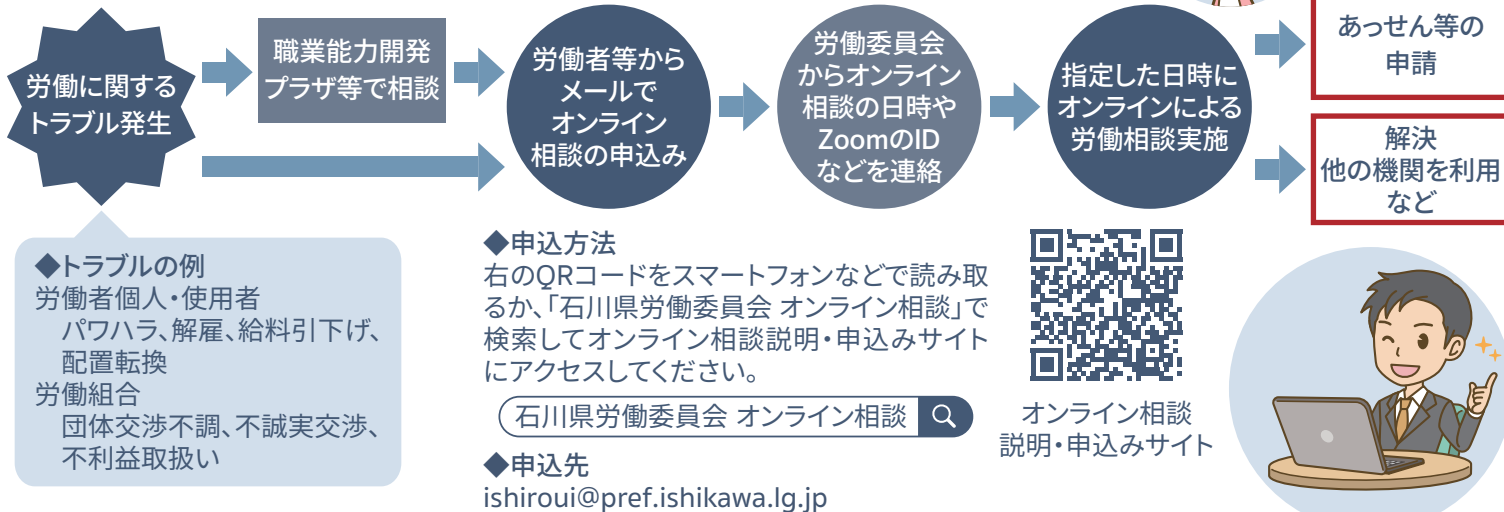 労働に関する
トラブル発生
職業能力開発
プラザ等で相談
労働者等から
メールで
オンライン
相談の申込み
労働委員会
からオンライン
相談の日時や
ZoomのID
などを連絡
指定した日時に
オンラインによる
労働相談実施
あっせん等の
申請
解決
他の機関を利用
など
◆トラブルの例
労働者個人・使用者
パワハラ、解雇、給料引下げ、
配置転換
労働組合
団体交渉不調、不誠実交渉、
不利益取扱い
◆申込方法
右のQRコードをスマートフォンなどで読み取
るか、「石川県労働委員会 オンライン相談」で
検索してオンライン相談説明・申込みサイト
にアクセスしてください。
石川県労働委員会 オンライン相談
◆申込先
ishiroui@pref.ishikawa.lg.jp
オンライン相談
説明・申込みサイト